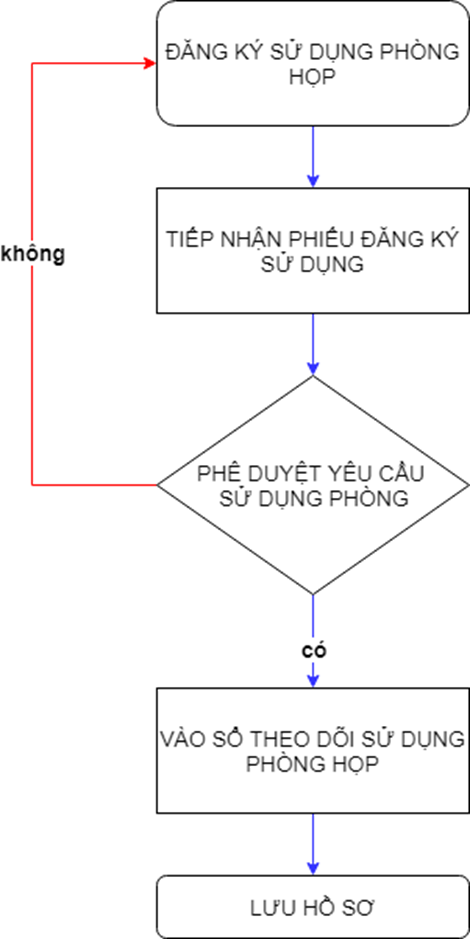 ĐĂNG KÝ SỬ DỤNG PHÒNG
HỌP
TIẾP NHẬN PHIẾU ĐĂNG KÝ
SỬ DỤNG
không
PHÊ DUYỆT YÊU CẦU
SỬ DỤNG PHÒNG
có
VÀO SỔ THEO DÕI SỬ DỤNG
PHÒNG HỌP
LƯU HỒ SƠ